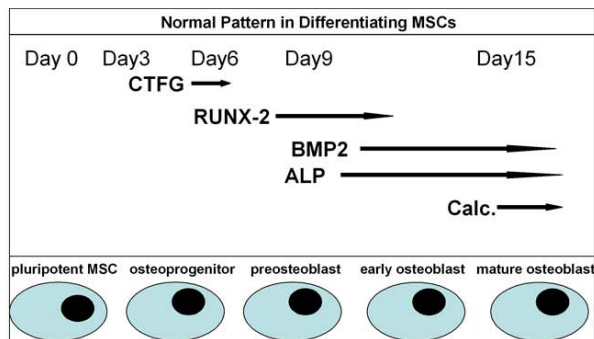 Normal Pattern in Differentiating MSCs
Day 0 Day3 Day6 Day9 Day15
CTFG
RUNX-2
BMP2
ALP
Calc.
pluripotent MSC osteoprogenitor preosteoblast early osteoblast mature osteoblast